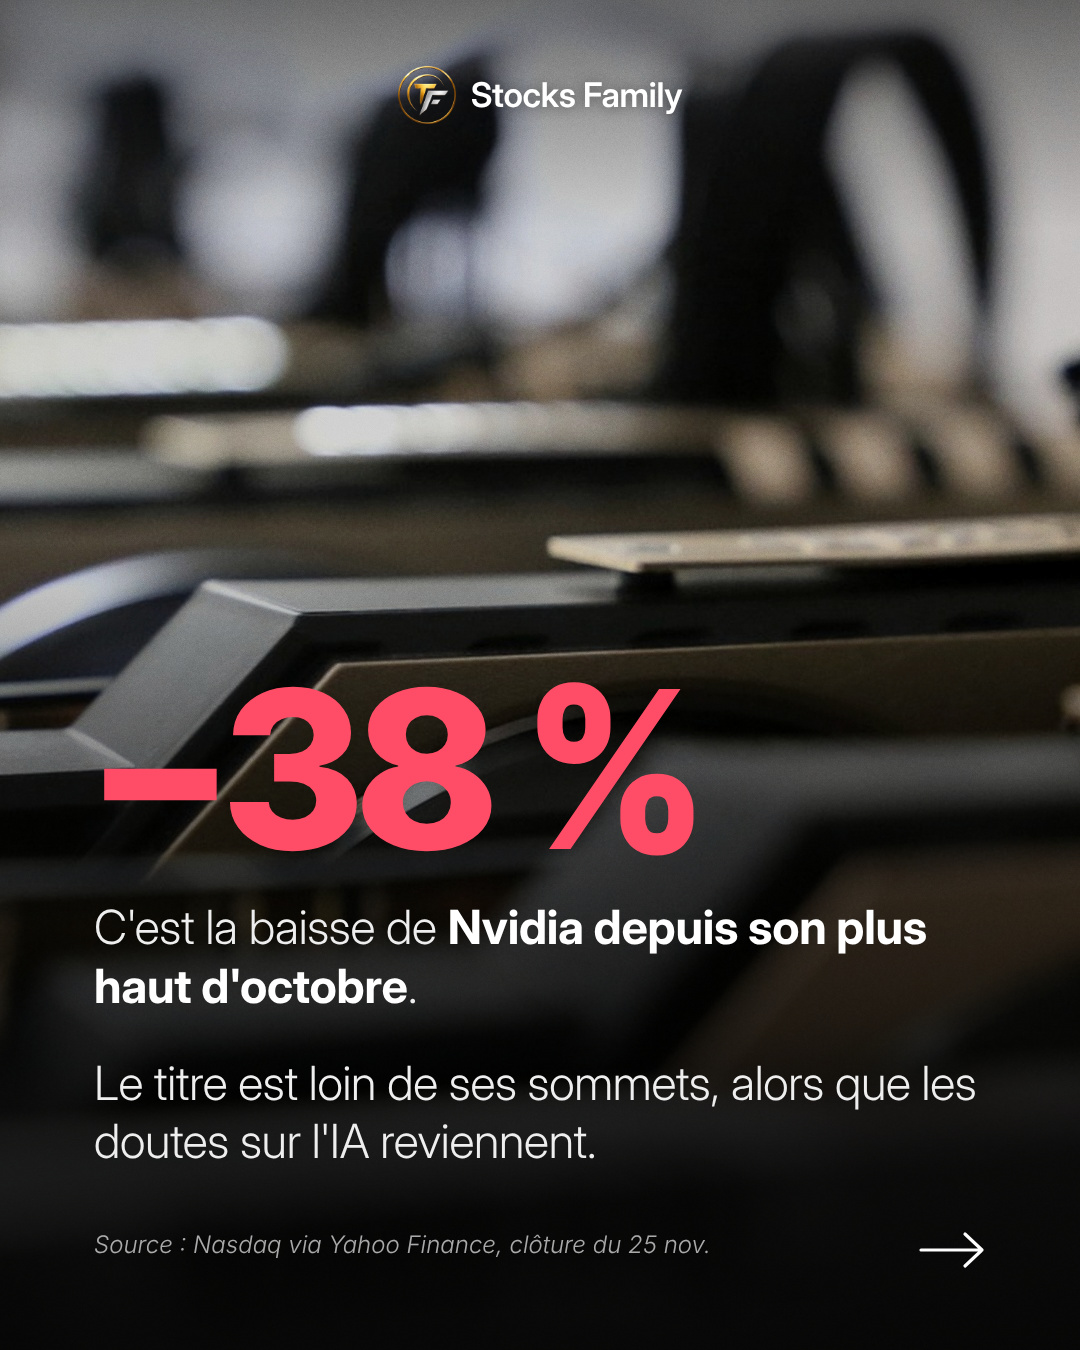 Stocks Family
–38 %
C'est la baisse de Nvidia depuis son plus
haut d'octobre.
Le titre est loin de ses sommets, alors que les
doutes sur l'IA reviennent.
Source : Nasdaq via Yahoo Finance, clôture du 25 nov.